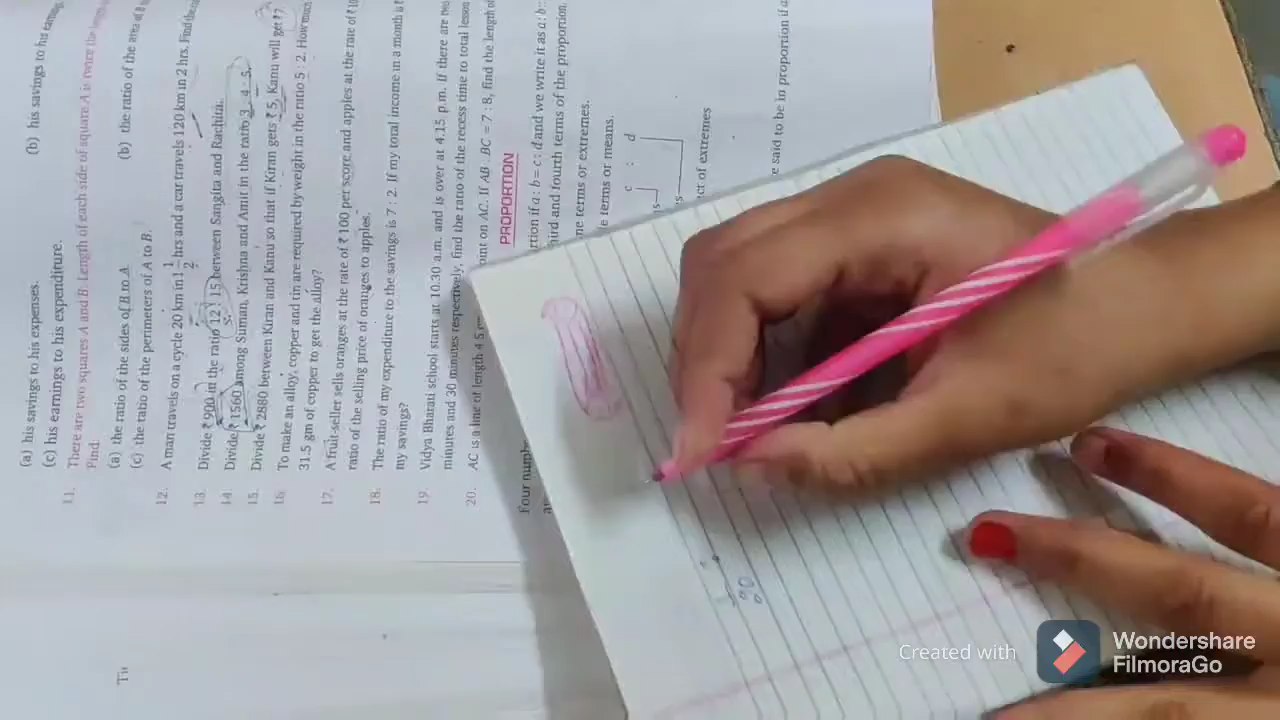 (a) his savings to his expenses.
(b) his savings to his earning.
(c) his earnings to his expenditure.
11. There are two squares A and B. Length of each side of square A is twice the
Find.
(a) the ratio of the sides of B to A
(b) the ratio of the area of B
(c) the ratio of the perimeters of A to B.
12. A man travels on a cycle 20 km in 1 1/2 hrs and a car travels 120 km in 2 hrs. Find the
13. Divide ₹ 900 in the ratio 12 : 15 between Sangita and Rachita.
14. Divide ₹ 1560 among Suman, Krishna and Amit in the ratio 3 : 4 : 5.
15. Divide ₹ 2880 between Kiran and Kanu so that if Kiran gets ₹ 5, Kanu will get ₹ 7
16. To make an alloy, copper and tin are required by weight in the ratio 5 : 2. How
31.5 gm of copper to get the alloy?
17. A fruit-seller sells oranges at the rate of ₹ 100 per score and apples at the rate of ₹
ratio of the selling price of oranges to apples.
18. The ratio of my expenditure to the savings is 7 : 2. If my total income in a month is
my savings?
19. Vidya Bharati school starts at 10.30 a.m. and is over at 4.15 p.m. If there are
minutes and 30 minutes respectively, find the ratio of the recess time to total lesson
20. AC is a line of length 4.5 on AC. If AB : BC = 7 : 8, find the length of
PROPORTION
Four if a : b = c : d and we write it as a : b ::
third and fourth terms of the proportion.
terms or extremes.
terms or means.
c : d
of extremes
said to be in proportion if
Created with
Wondershare
FilmoraGo